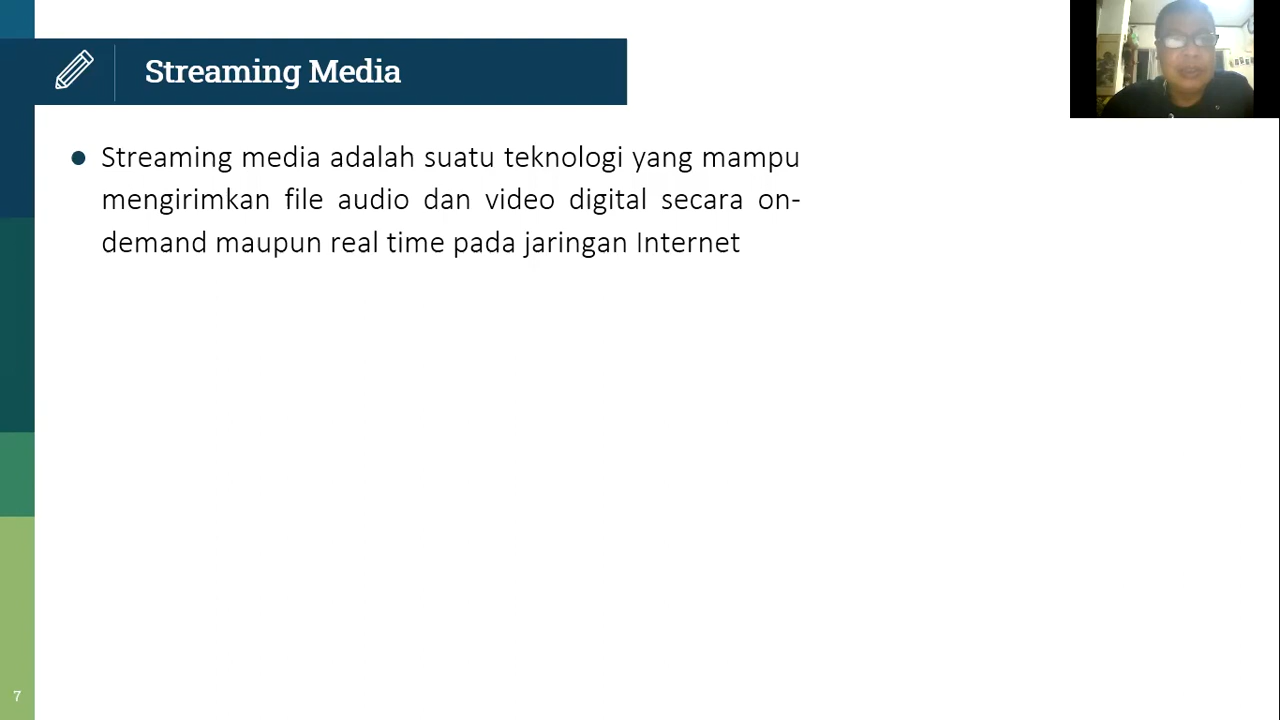 Streaming Media
Streaming media adalah suatu teknologi yang mampu
mengirimkan file audio dan video digital secara on-
demand maupun real time pada jaringan Internet
7